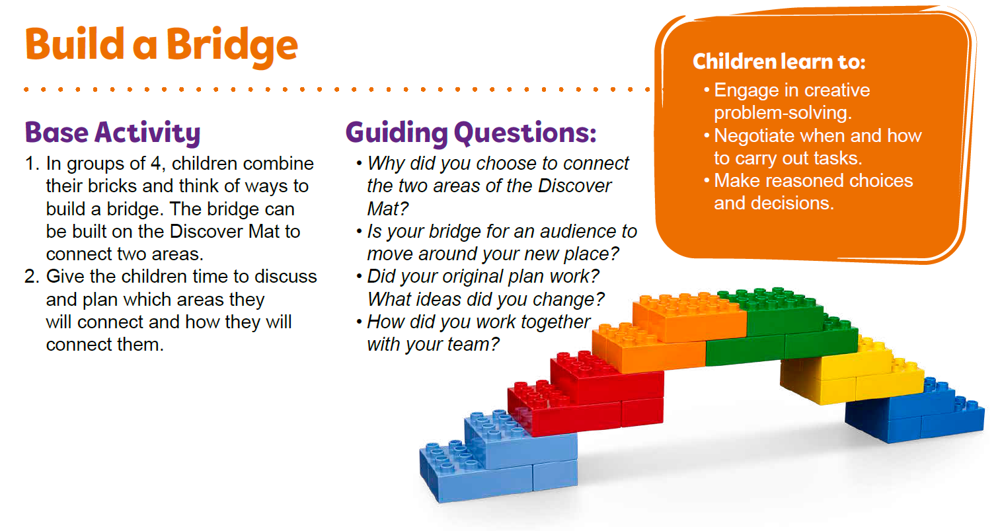 Build a Bridge
Base Activity
1. In groups of 4, children combine
their bricks and think of ways to
build a bridge. The bridge can
be built on the Discover Mat to
connect two areas.
2. Give the children time to discuss
and plan which areas they
will connect and how they will
connect them.
Guiding Questions:
• Why did you choose to connect
the two areas of the Discover
Mat?
• Is your bridge for an audience to
move around your new place?
• Did your original plan work?
What ideas did you change?
• How did you work together
with your team?
Children learn to:
• Engage in creative
problem-solving.
• Negotiate when and how
to carry out tasks.
• Make reasoned choices
and decisions.